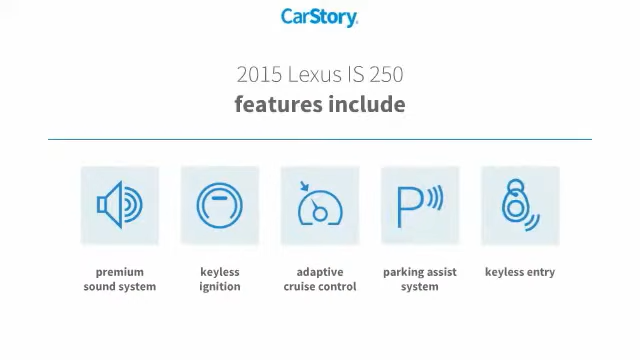 CarStory
2015 Lexus IS 250
features include
P
premium
sound system
keyless
ignition
adaptive
cruise control
parking assist
system
keyless entry